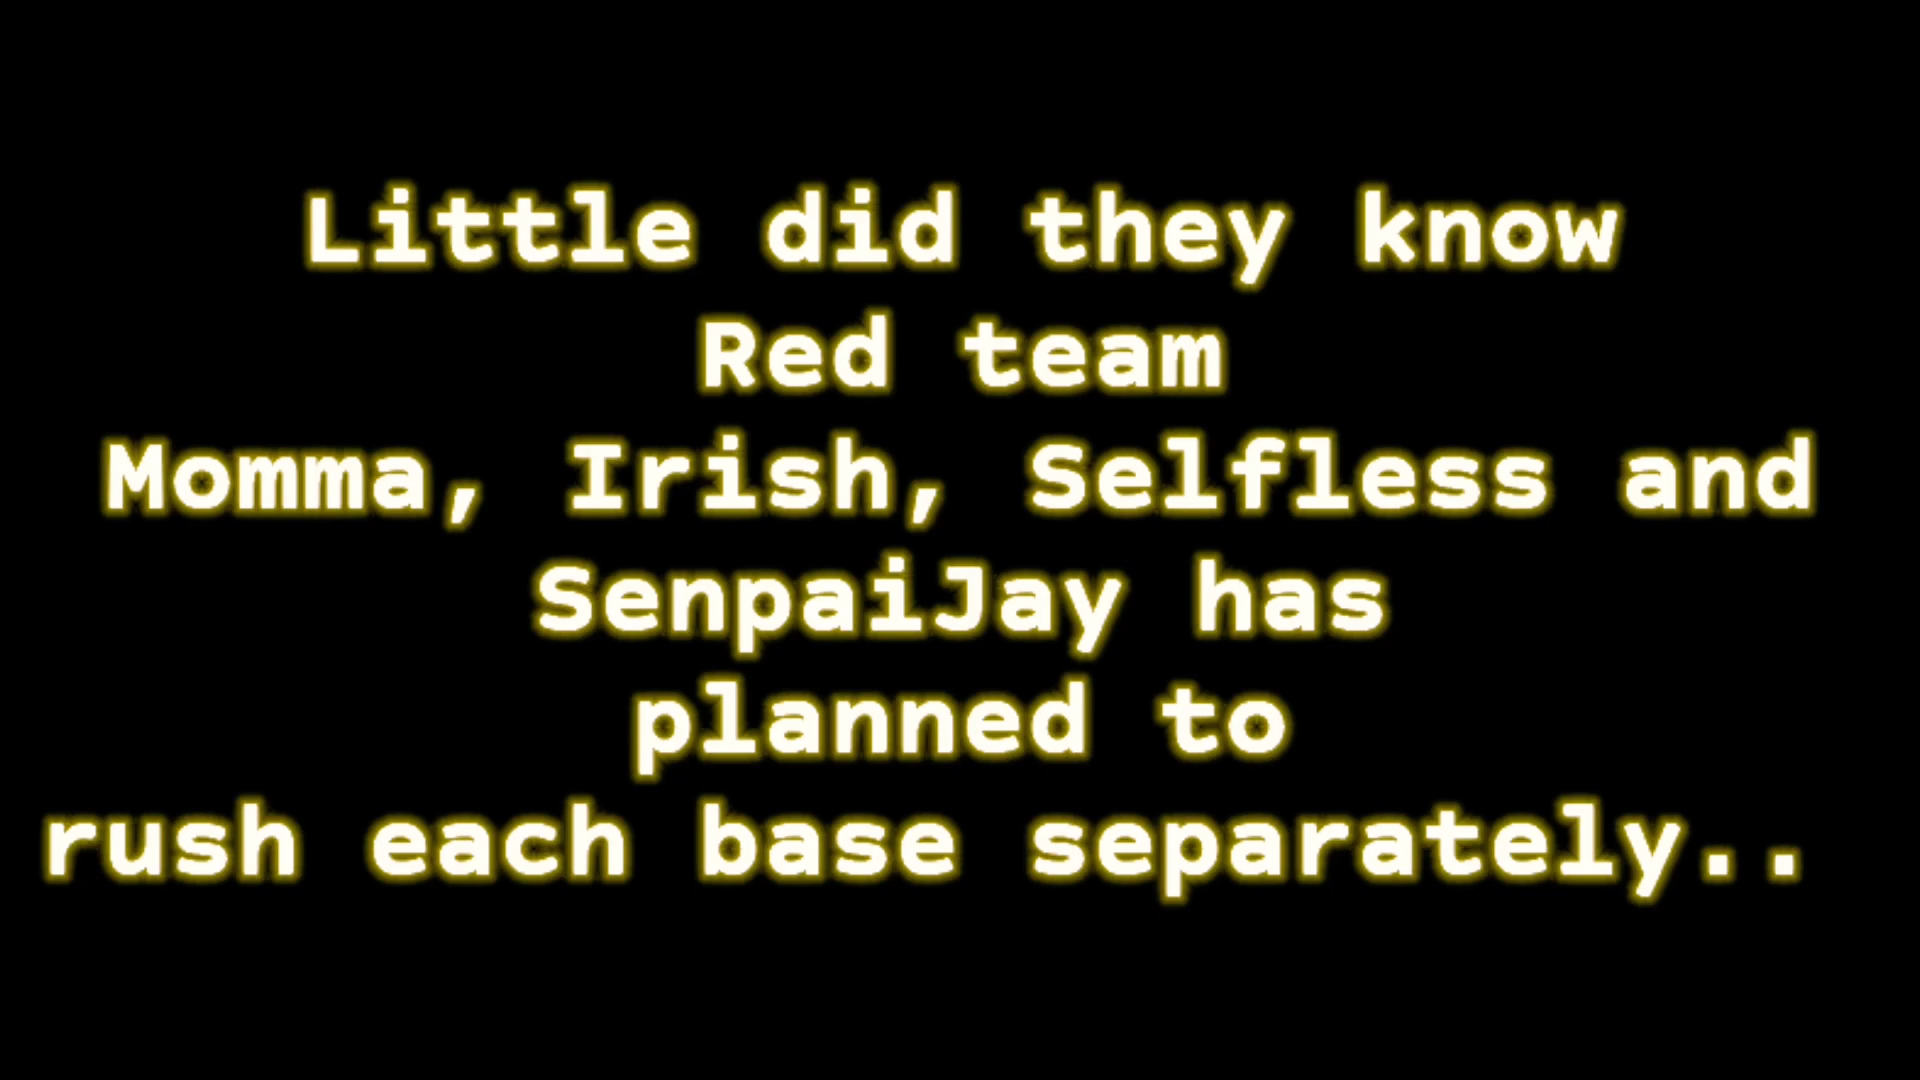 Little did they know
Red team
Momma, Irish, Selfless and
SenpaiJay has
planned to
rush each base separately..